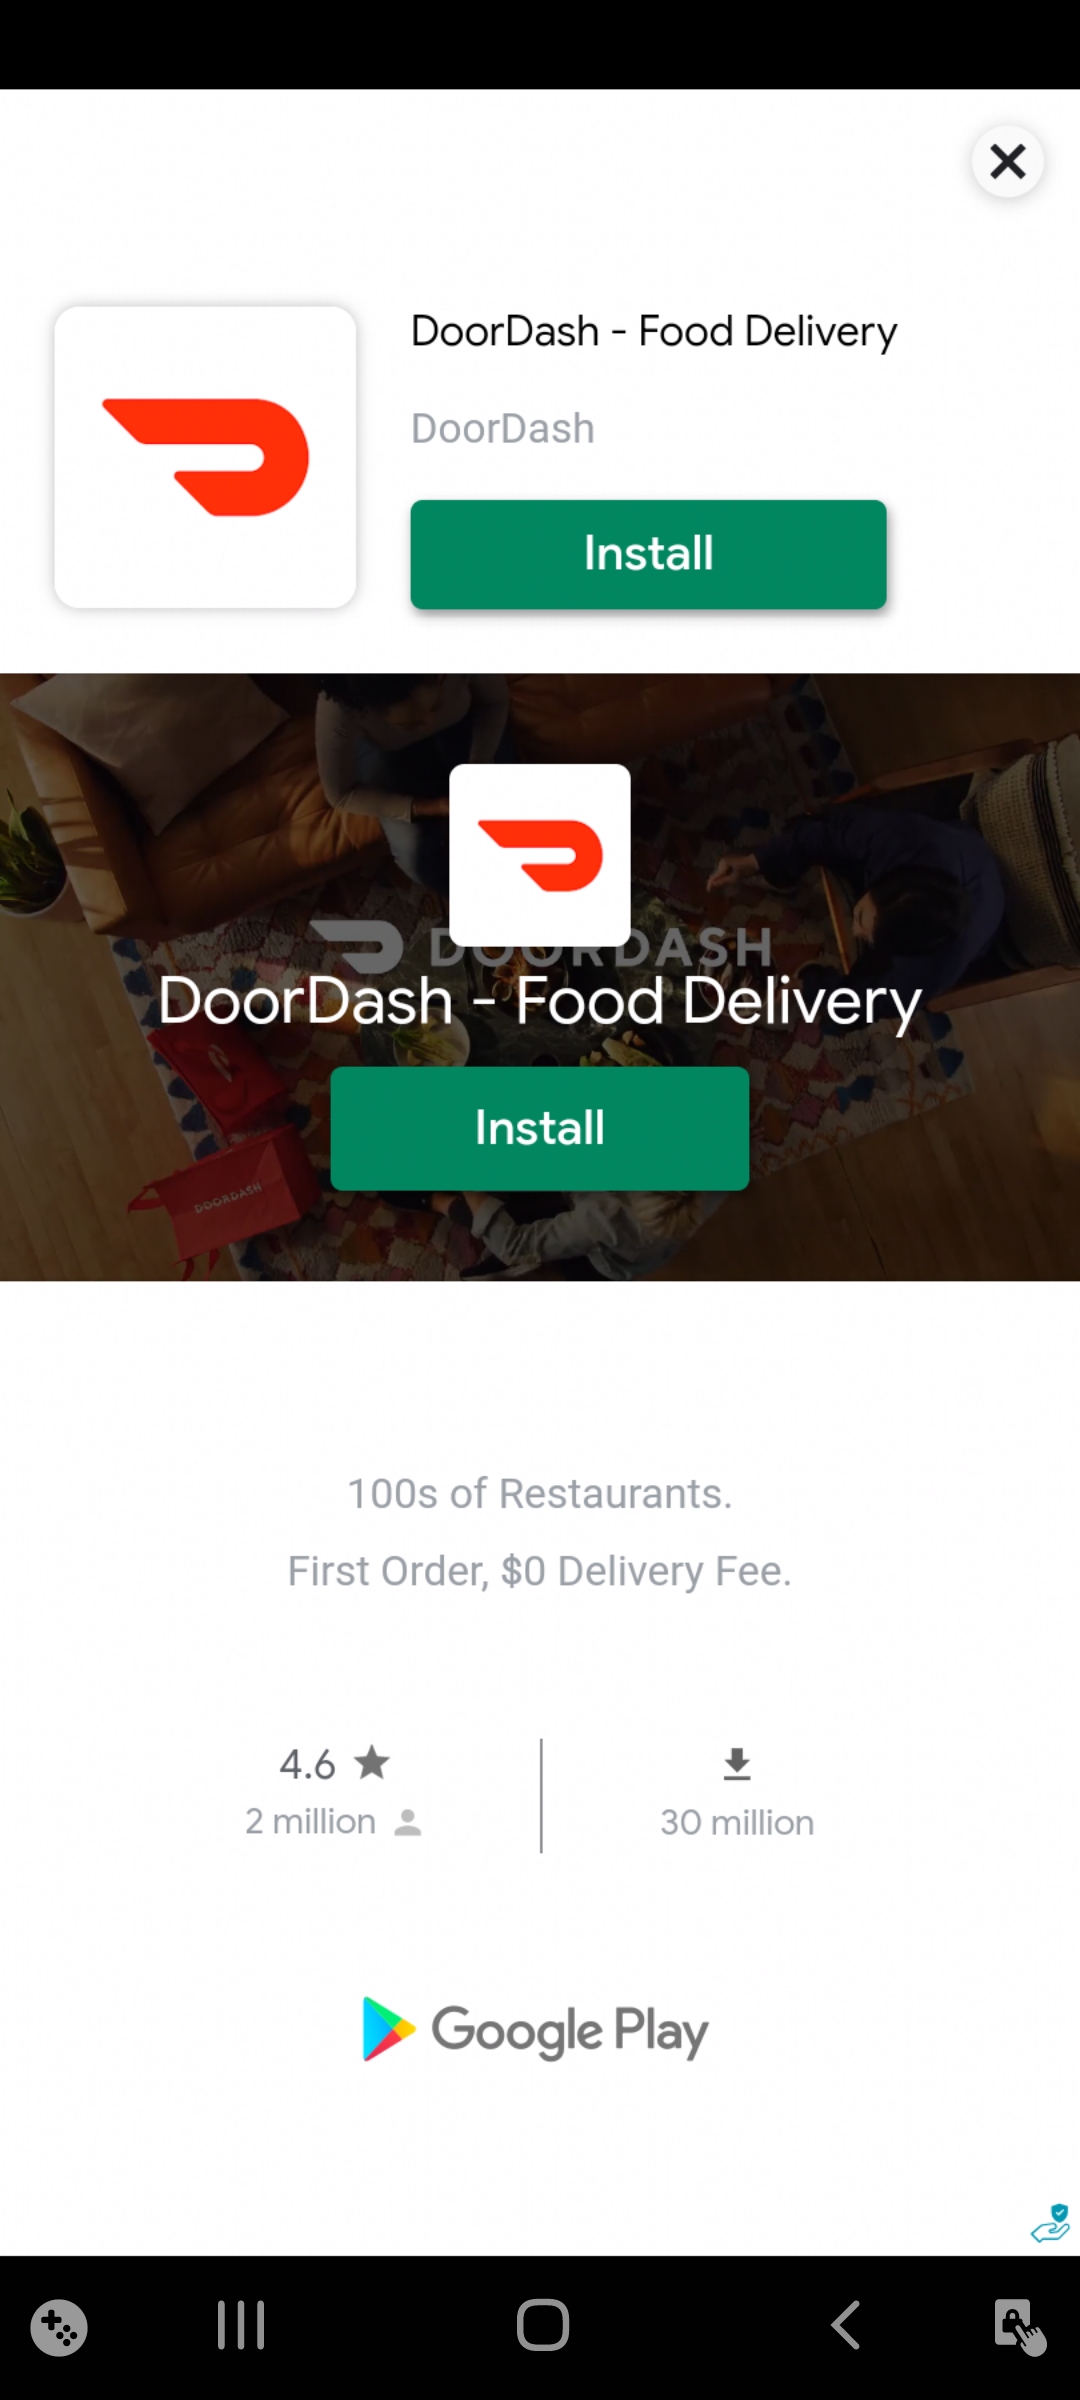 DoorDash - Food Delivery
DoorDash
Install
DOORDASH
DoorDash - Food Delivery
Install
DOORDASH
100s of Restaurants.
First Order, $0 Delivery Fee.
4.6
2 million
30 million
Google Play